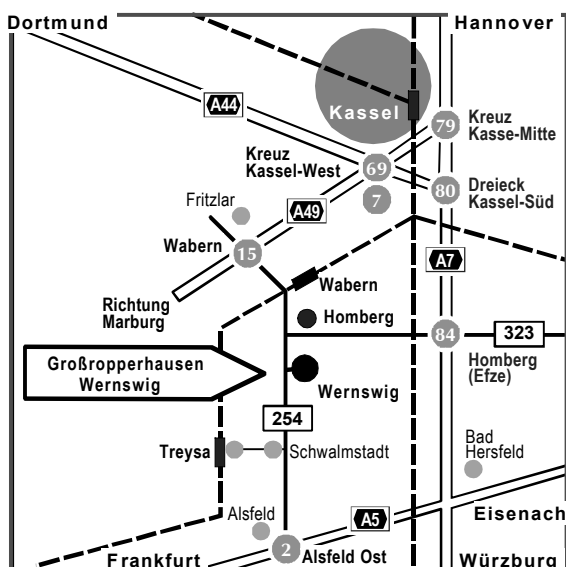 Dortmund
Hannover
A44
Kassel
79
Kreuz
Kasse-Mitte
Kreuz
Kassel-West
69
7
80
Dreieck
Kassel-Süd
Fritzlar
A49
Wabern
15
A7
Wabern
Richtung
Marburg
Homberg
84
323
Großropperhausen
Wernswig
Homberg
(Efze)
Wernswig
254
Treysa
Schwalmstadt
Bad
Hersfeld
Alsfeld
A5
Eisenach
2
Frankfurt
Alsfeld Ost
Würzburg